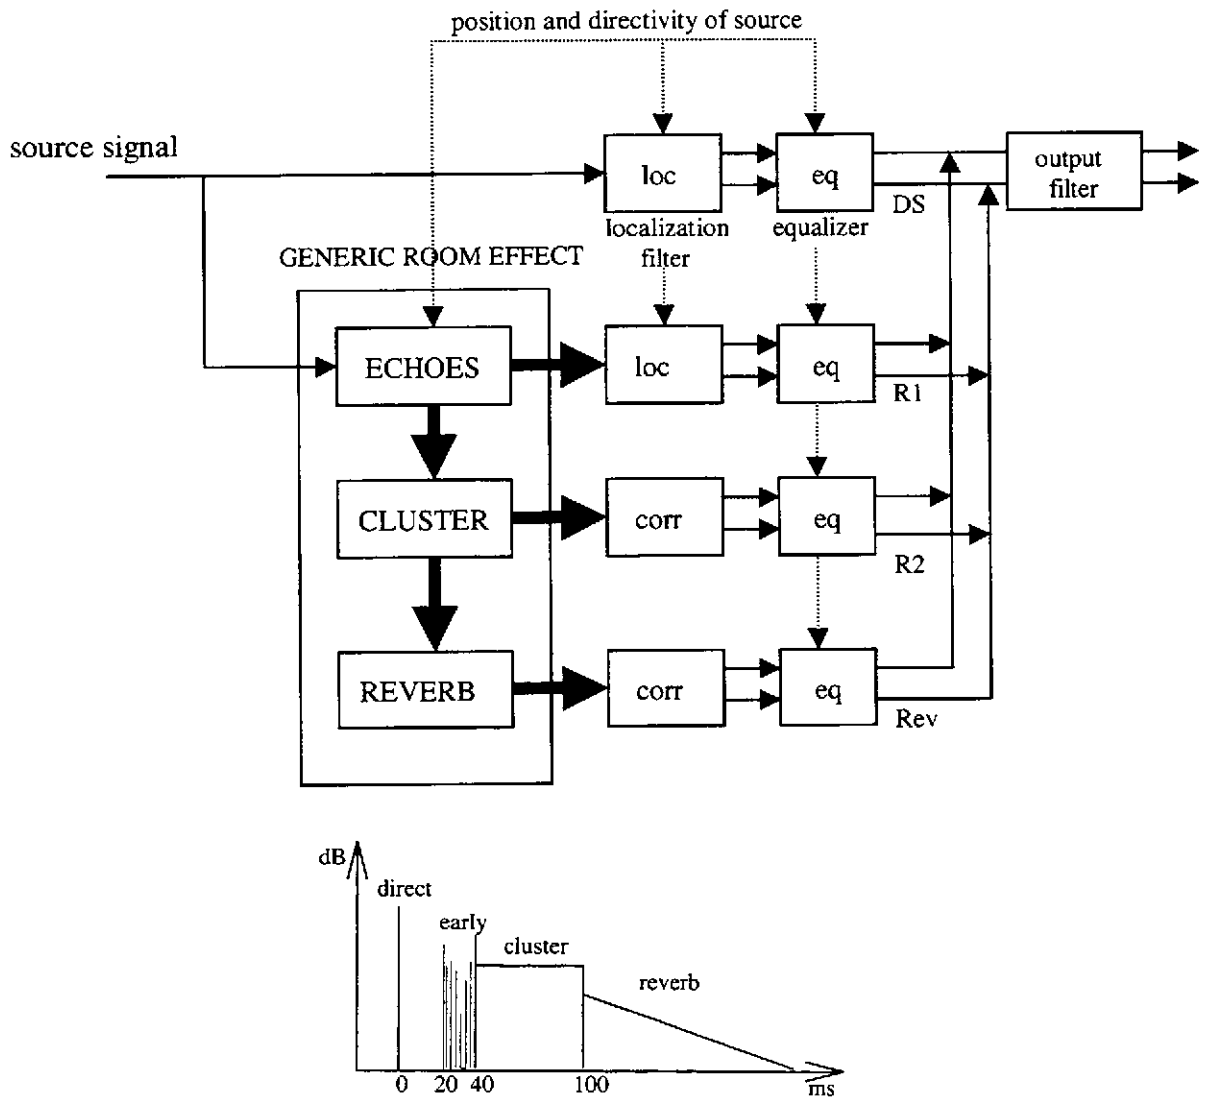 position and directivity of source
source signal
loc
eq
output
filter
DS
localization
filter
equalizer
GENERIC ROOM EFFECT
ECHOES
loc
eq
R1
CLUSTER
corr
eq
R2
REVERB
corr
eq
Rev
dB
direct
early
cluster
reverb
0
20
40
100
ms